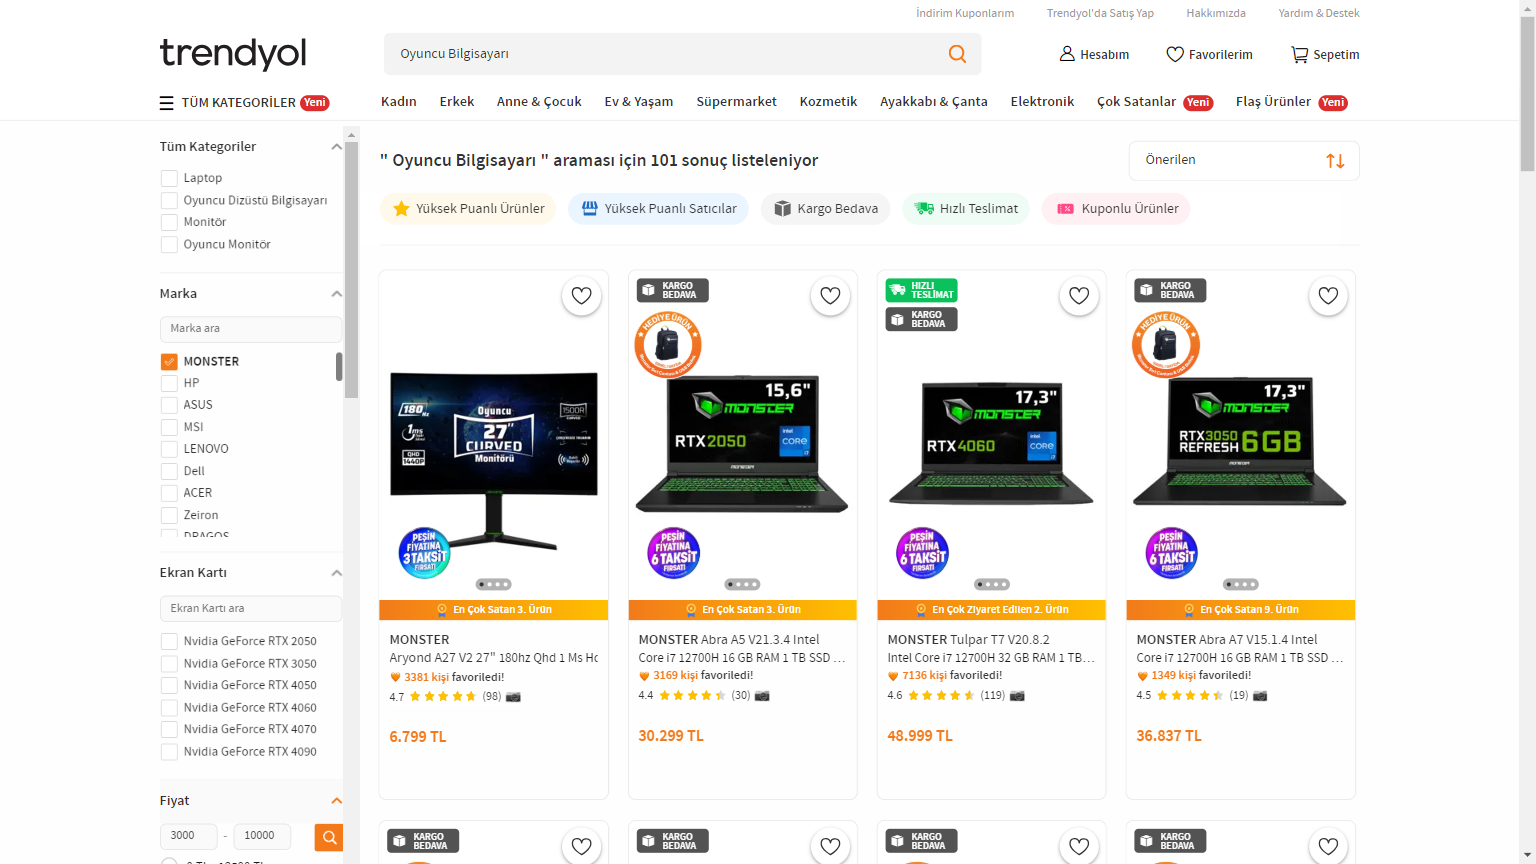 İndirim Kuponlarım Trendyol'da Satış Yap Hakkımızda Yardım & Destek
trendyol
Oyuncu Bilgisayarı
Hesabım Favorilerim Sepetim
TÜM KATEGORİLER Yeni Kadın Erkek Anne & Çocuk Ev & Yaşam Süpermarket Kozmetik Ayakkabı & Çanta Elektronik Çok Satanlar Yeni Flaş Ürünler Yeni
Tüm Kategoriler
Laptop
Oyuncu Dizüstü Bilgisayarı
Monitör
Oyuncu Monitör
Marka
Marka ara
MONSTER
HP
ASUS
MSI
LENOVO
Dell
ACER
Zeiron
DRAGOS
Ekran Kartı
Ekran Kartı ara
Nvidia GeForce RTX 2050
Nvidia GeForce RTX 3050
Nvidia GeForce RTX 4050
Nvidia GeForce RTX 4060
Nvidia GeForce RTX 4070
Nvidia GeForce RTX 4090
Fiyat
3000 - 10000
" Oyuncu Bilgisayarı " araması için 101 sonuç listeleniyor
Önerilen
Yüksek Puanlı Ürünler Yüksek Puanlı Satıcılar Kargo Bedava Hızlı Teslimat Kuponlu Ürünler
180 Hz
1ms
QHD
1440P
Oyuncu
27"
CURVED
Monitörü
1500R
PEŞİN
FİYATINA
3 TAKSİT
FIRSATI
En Çok Satan 3. Ürün
MONSTER
Aryond A27 V2 27" 180hz Qhd 1 Ms Hd
3381 kişi favoriledi!
4.7 (98)
6.799 TL
KARGO
BEDAVA
HEDİYE ÜRÜN
15,6"
MONSTER
RTX2050
intel
CORE
i7
MONSTER
PEŞİN
FİYATINA
6 TAKSİT
FIRSATI
En Çok Satan 3. Ürün
MONSTER Abra A5 V21.3.4 Intel
Core i7 12700H 16 GB RAM 1 TB SSD ...
3169 kişi favoriledi!
4.4 (30)
30.299 TL
HIZLI
TESLİMAT
KARGO
BEDAVA
17,3"
MONSTER
RTX4060
intel
CORE
i7
MONSTER
PEŞİN
FİYATINA
6 TAKSİT
FIRSATI
En Çok Ziyaret Edilen 2. Ürün
MONSTER Tulpar T7 V20.8.2
Intel Core i7 12700H 32 GB RAM 1 TB...
7136 kişi favoriledi!
4.6 (119)
48.999 TL
KARGO
BEDAVA
HEDİYE ÜRÜN
17,3"
MONSTER
RTX3050 6GB
REFRESH
MONSTER
PEŞİN
FİYATINA
6 TAKSİT
FIRSATI
En Çok Satan 9. Ürün
MONSTER Abra A7 V15.1.4 Intel
Core i7 12700H 16 GB RAM 1 TB SSD ...
1349 kişi favoriledi!
4.5 (19)
36.837 TL
KARGO
BEDAVA
KARGO
BEDAVA
KARGO
BEDAVA
KARGO
BEDAVA